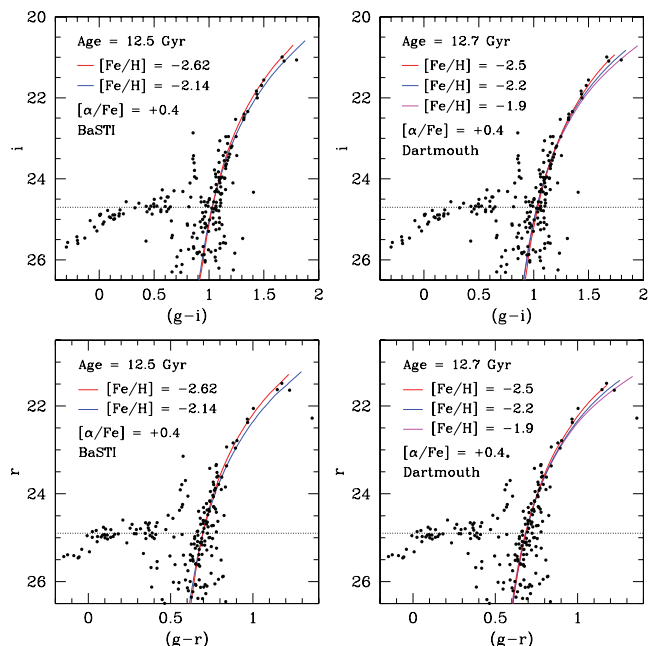 Age = 12.5 Gyr
[Fe/H] = −2.62
[Fe/H] = −2.14
[α/Fe] = +0.4
BaSTI
20
22
24
26
i
0
0.5
1
1.5
2
(g−i)
Age = 12.7 Gyr
[Fe/H] = −2.5
[Fe/H] = −2.2
[Fe/H] = −1.9
[α/Fe] = +0.4
Dartmouth
20
22
24
26
i
0
0.5
1
1.5
2
(g−i)
Age = 12.5 Gyr
[Fe/H] = −2.62
[Fe/H] = −2.14
[α/Fe] = +0.4
BaSTI
22
24
26
r
0
0.5
1
(g−r)
Age = 12.7 Gyr
[Fe/H] = −2.5
[Fe/H] = −2.2
[Fe/H] = −1.9
[α/Fe] = +0.4
Dartmouth
22
24
26
r
0
0.5
1
(g−r)